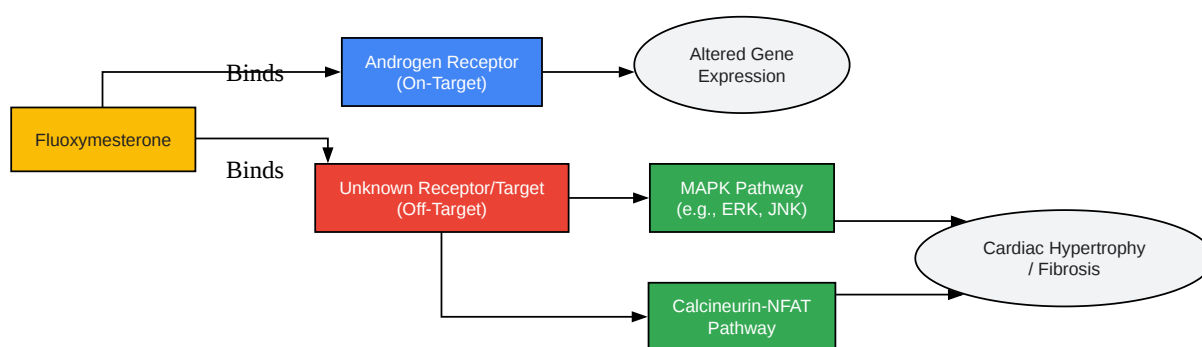 Binds
Androgen Receptor
(On-Target)
Altered Gene
Expression
Fluoxymesterone
Binds
Unknown Receptor/Target
(Off-Target)
MAPK Pathway
(e.g., ERK, JNK)
Cardiac Hypertrophy
/ Fibrosis
Calcineurin-NFAT
Pathway